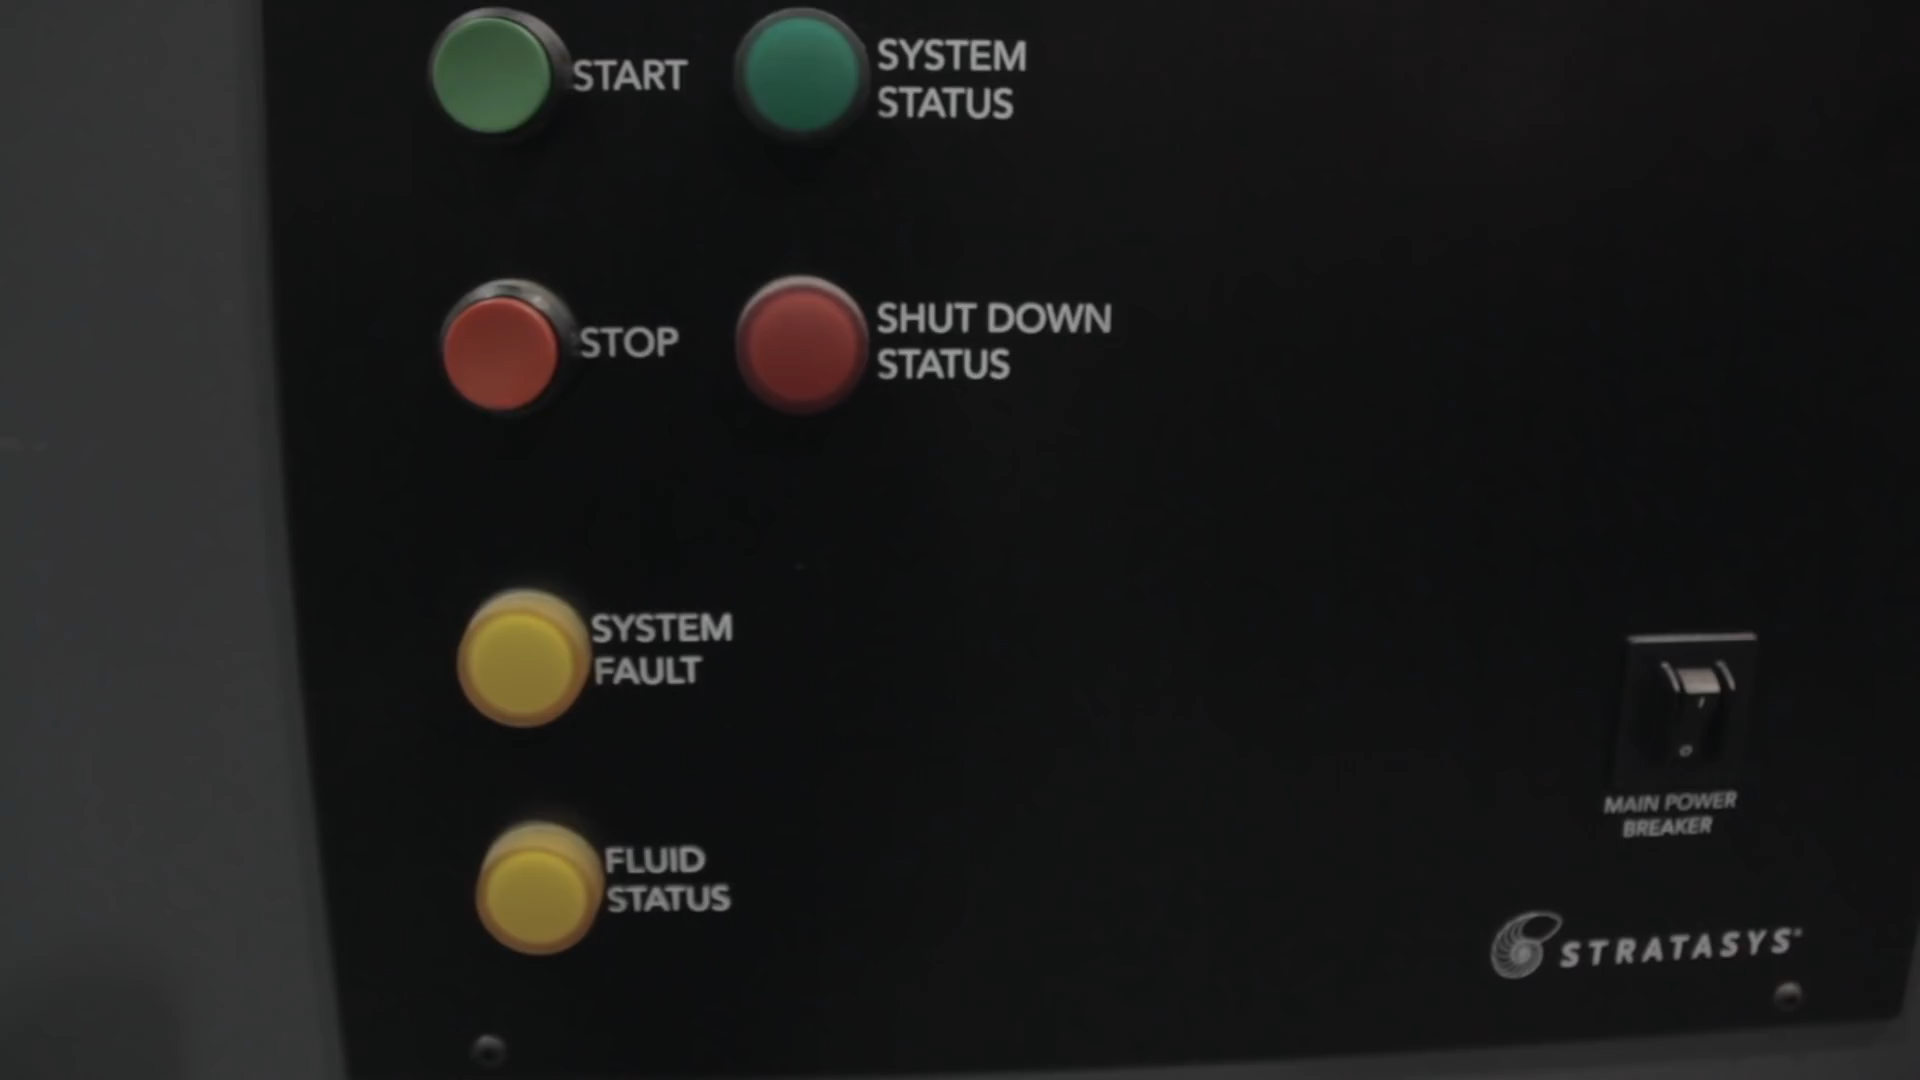 START
SYSTEM
STATUS
STOP
SHUT DOWN
STATUS
SYSTEM
FAULT
FLUID
STATUS
I
O
MAIN POWER
BREAKER
STRATASYS